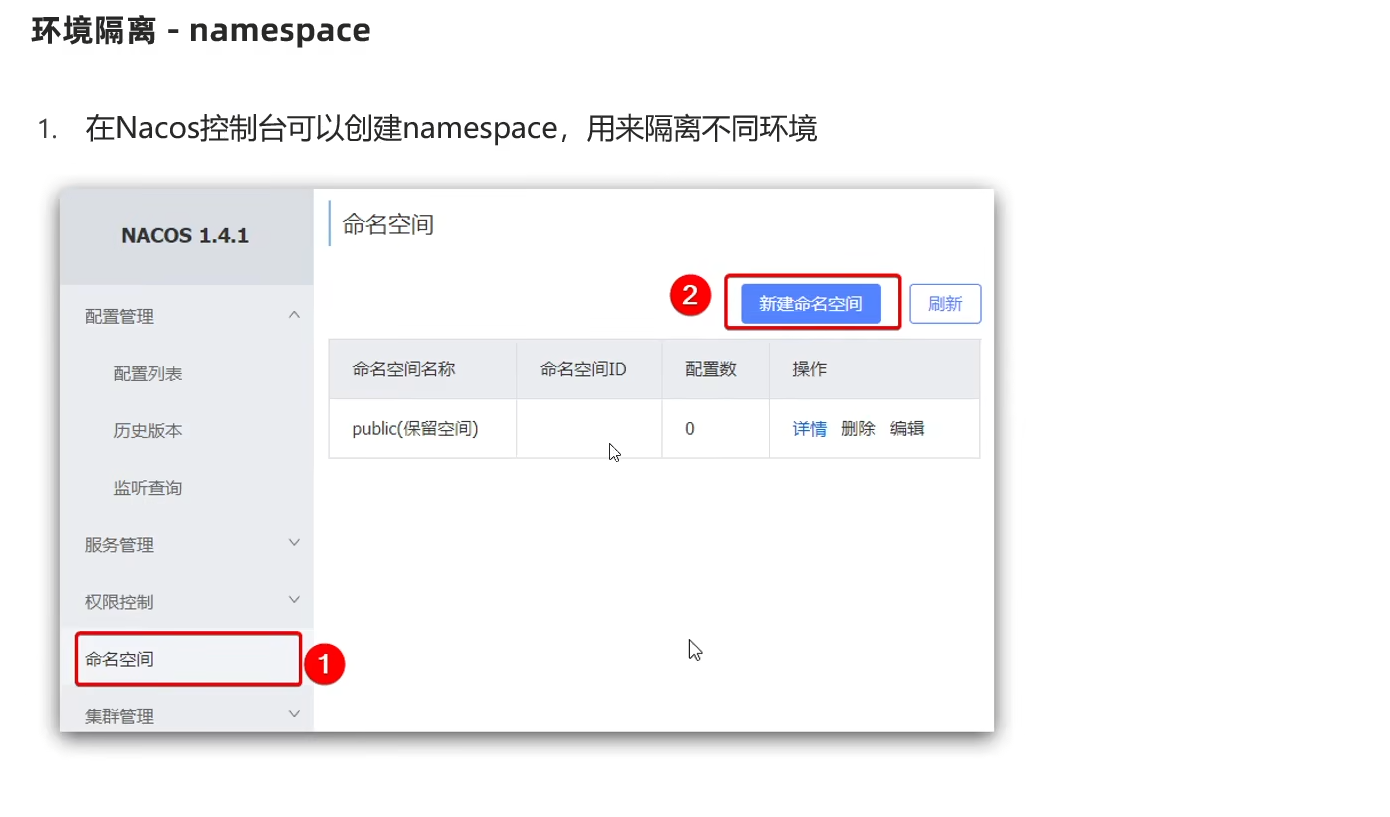 环境隔离 - namespace
1. 在Nacos控制台可以创建namespace，用来隔离不同环境
NACOS 1.4.1
配置管理
配置列表
历史版本
监听查询
服务管理
权限控制
命名空间
1
集群管理
命名空间
2
新建命名空间 刷新
命名空间名称 命名空间ID 配置数 操作
public(保留空间) 0 详情 删除 编辑